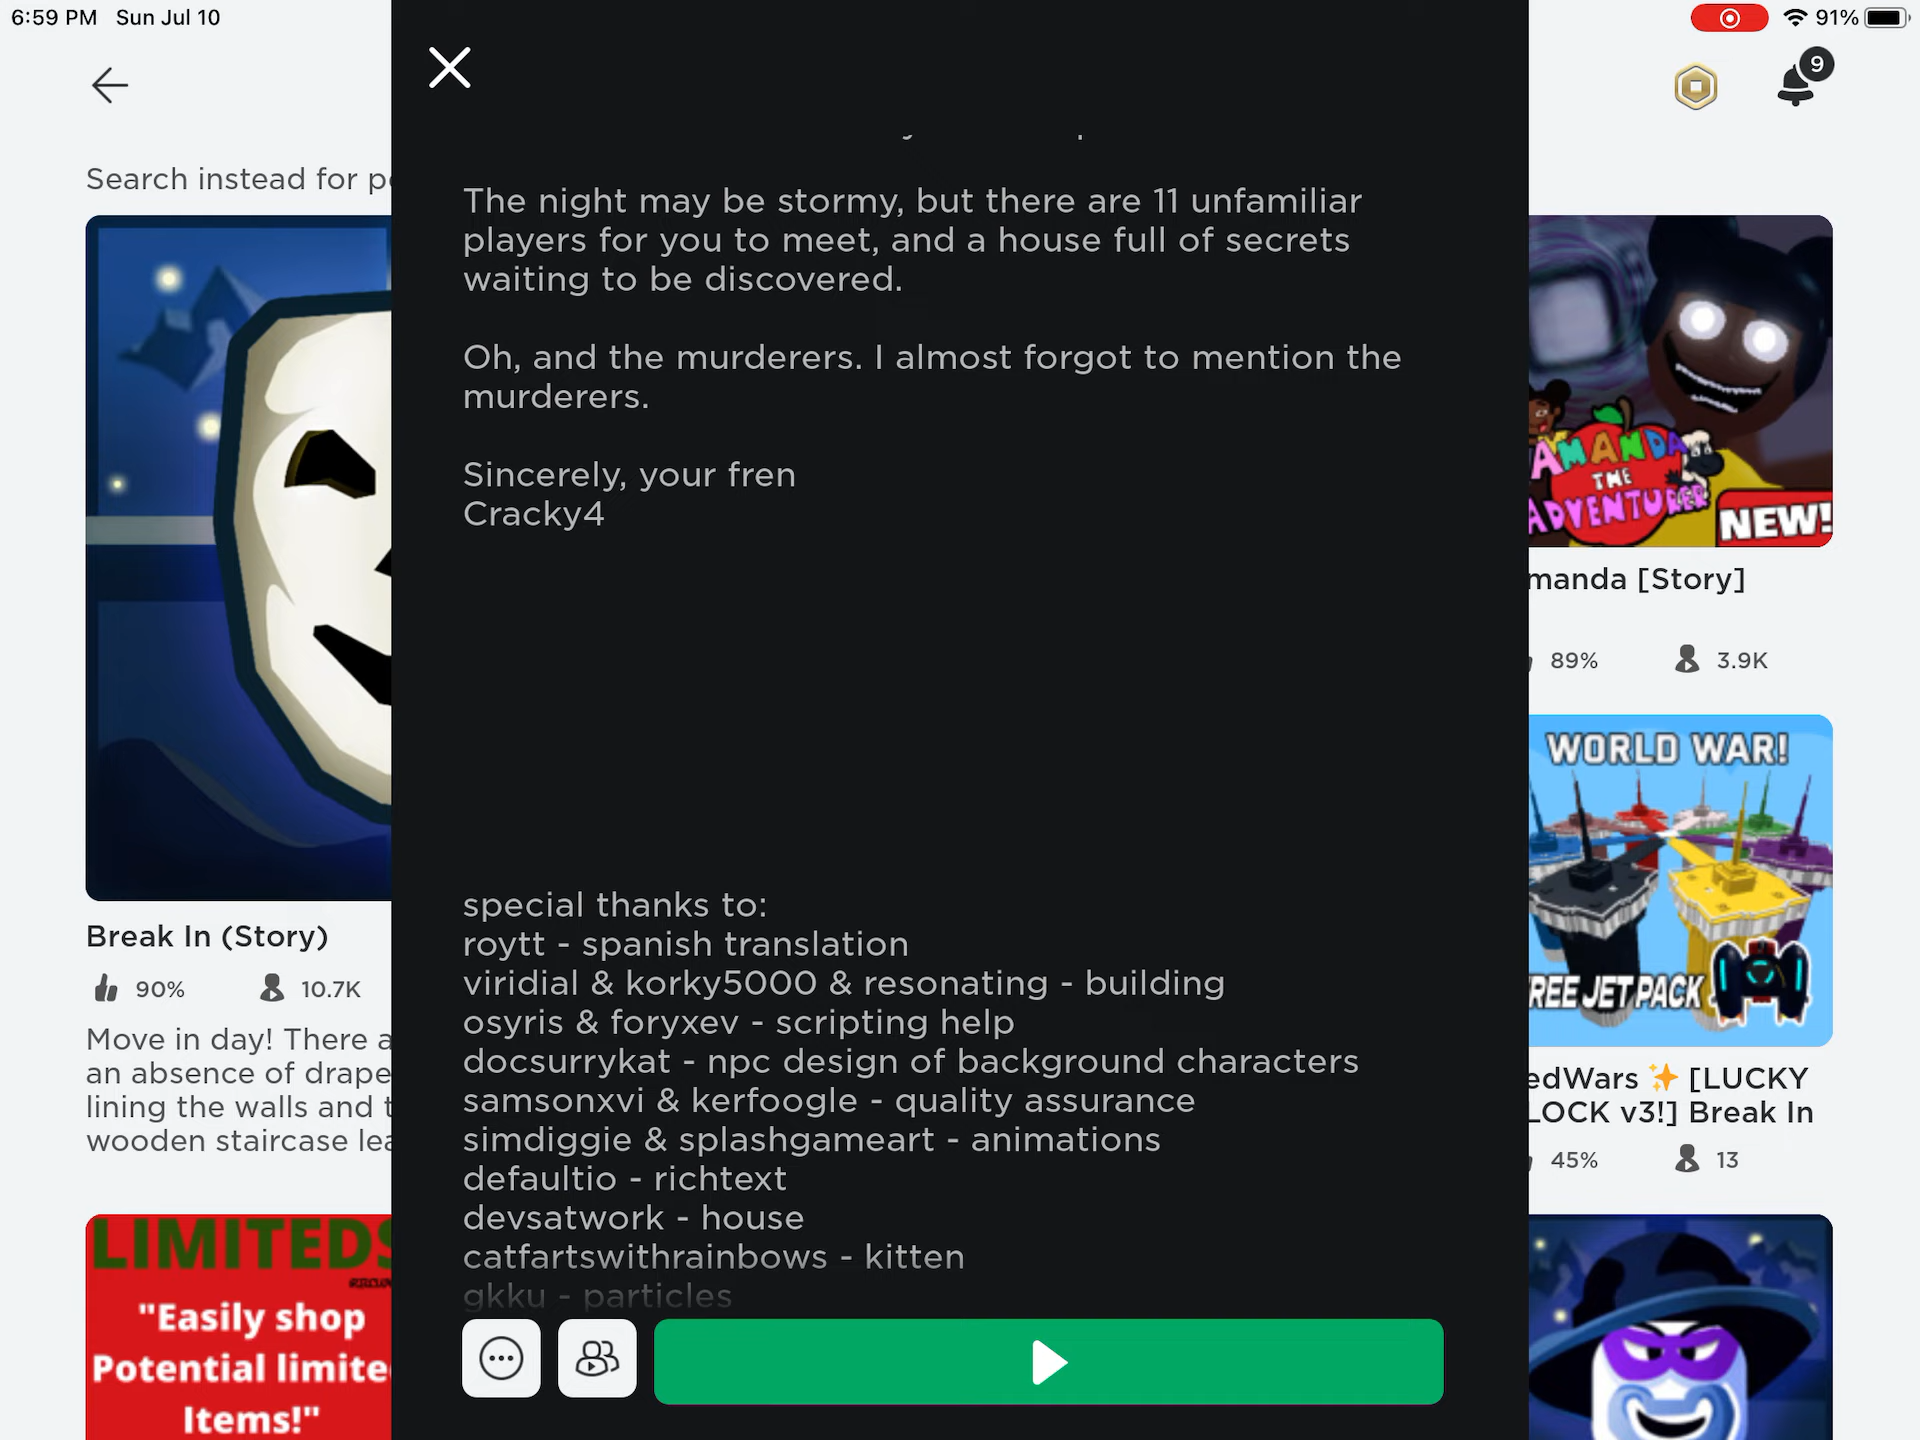 6:59 PM Sun Jul 10
91%
9
Search instead for
The night may be stormy, but there are 11 unfamiliar
players for you to meet, and a house full of secrets
waiting to be discovered.
Oh, and the murderers. I almost forgot to mention the
murderers.
Sincerely, your fren
Cracky4
special thanks to:
roytt - spanish translation
viridial & korky5000 & resonating - building
osyris & foryxev - scripting help
docsurrykat - npc design of background characters
samsonxvi & kerfoogle - quality assurance
simdiggie & splashgameart - animations
defaultio - richtext
devsatwork - house
catfartswithrainbows - kitten
gkku - particles
Break In (Story)
90% 10.7K
Move in day! There a
an absence of drape
lining the walls and t
wooden staircase lea
LIMITEDS
"Easily shop
Potential limite
Items!"
AMANDA
THE
ADVENTURER
NEW!
manda [Story]
89% 3.9K
WORLD WAR!
REE JET PACK
edWars ✨ [LUCKY
LOCK v3!] Break In
45% 13